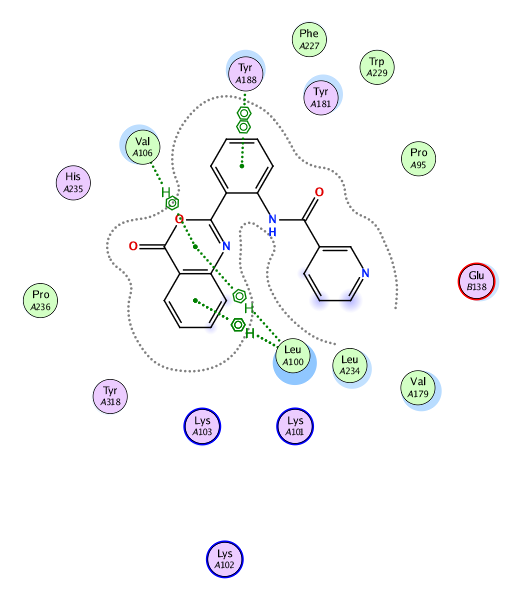 Phe
A227
Trp
A229
Tyr
A188
Tyr
A181
Val
A106
Pro
A95
His
A235
H
O
O
N
H
O
O
N
N
Glu
B138
Pro
A236
H
H
Leu
A100
Leu
A234
Val
A179
Tyr
A318
Lys
A103
Lys
A101
Lys
A102